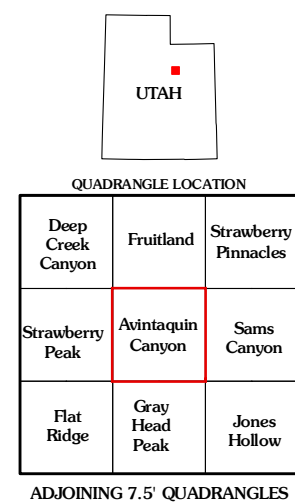 UTAH
QUADRANGLE LOCATION
Deep
Creek
Canyon
Fruitland
Strawberry
Pinnacles
Strawberry
Peak
Avintaquin
Canyon
Sams
Canyon
Flat
Ridge
Gray
Head
Peak
Jones
Hollow
ADJOINING 7.5' QUADRANGLES